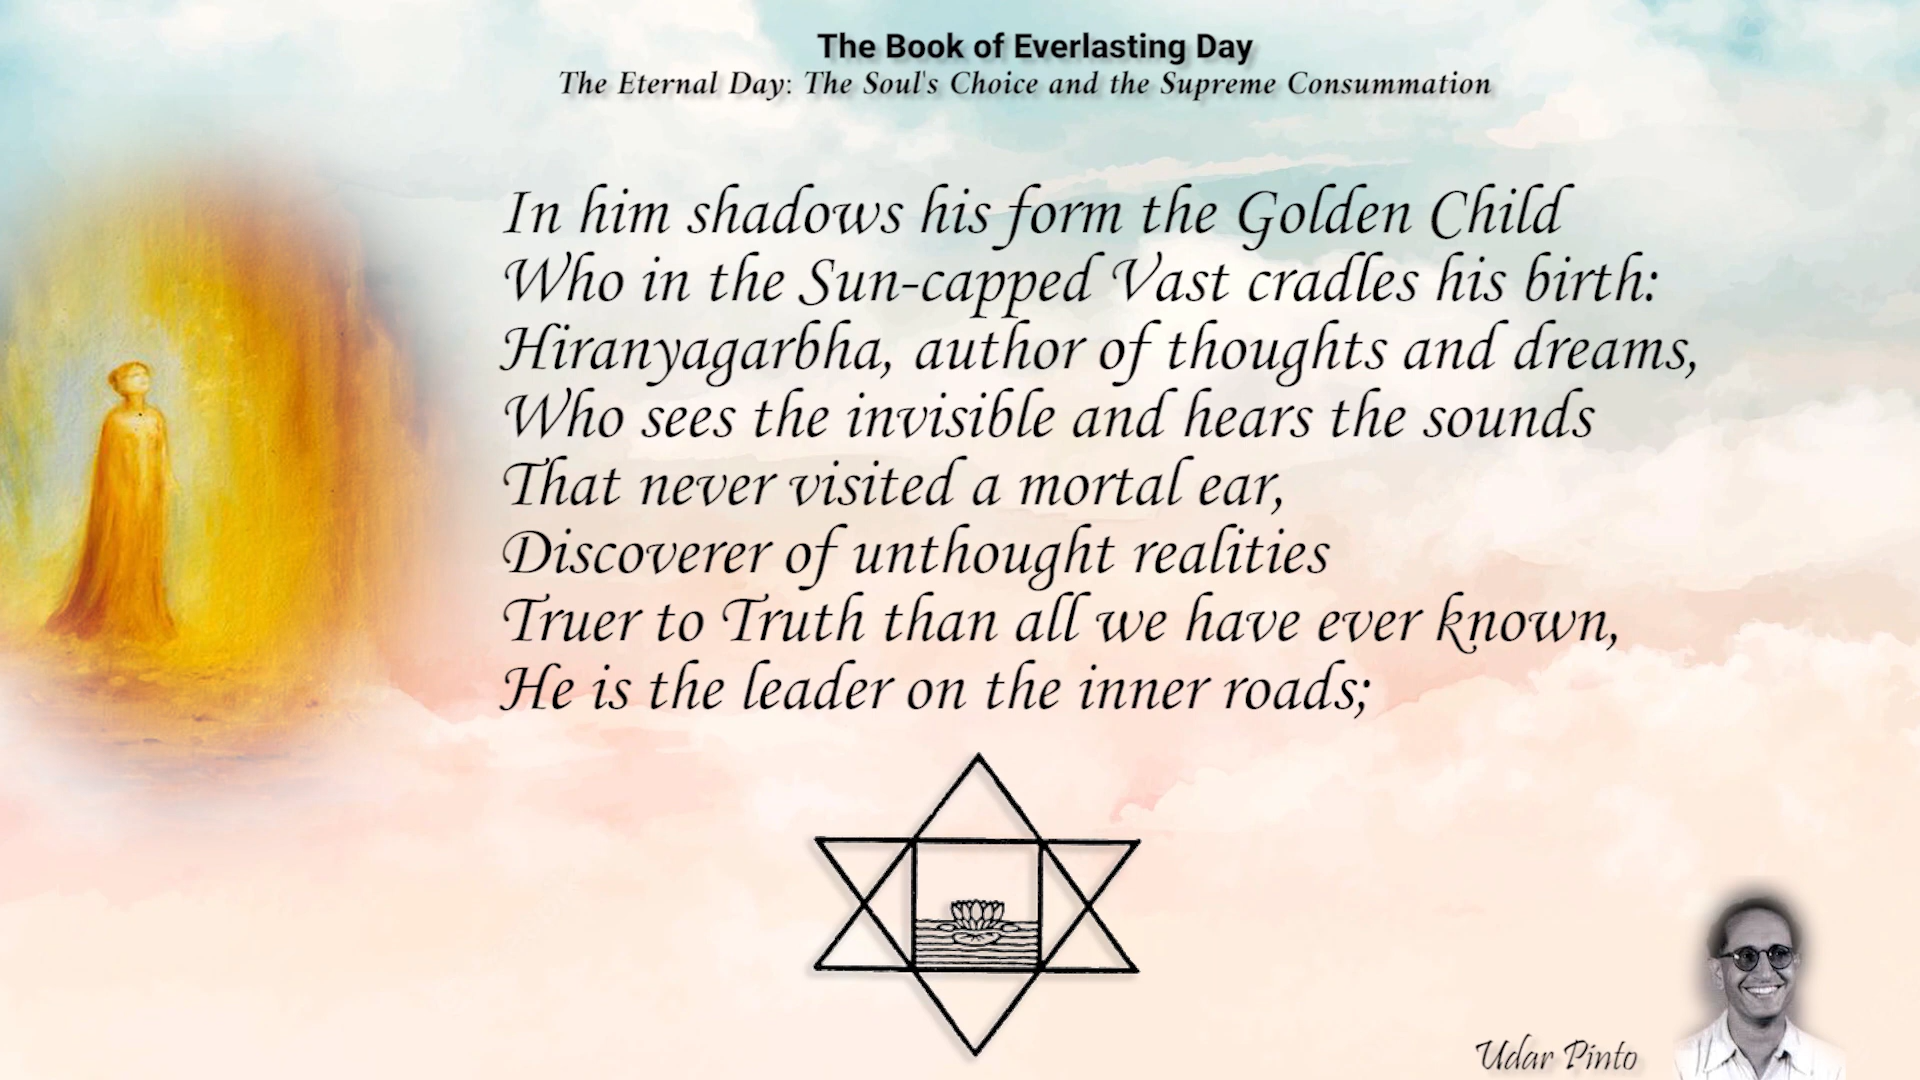 The Book of Everlasting Day
The Eternal Day: The Soul's Choice and the Supreme Consummation
In him shadows his form the Golden Child
Who in the Sun-capped Vast cradles his birth:
Hiranyagarbha, author of thoughts and dreams,
Who sees the invisible and hears the sounds
That never visited a mortal ear,
Discoverer of unthought realities
Truer to Truth than all we have ever known,
He is the leader on the inner roads;
Udar Pinto